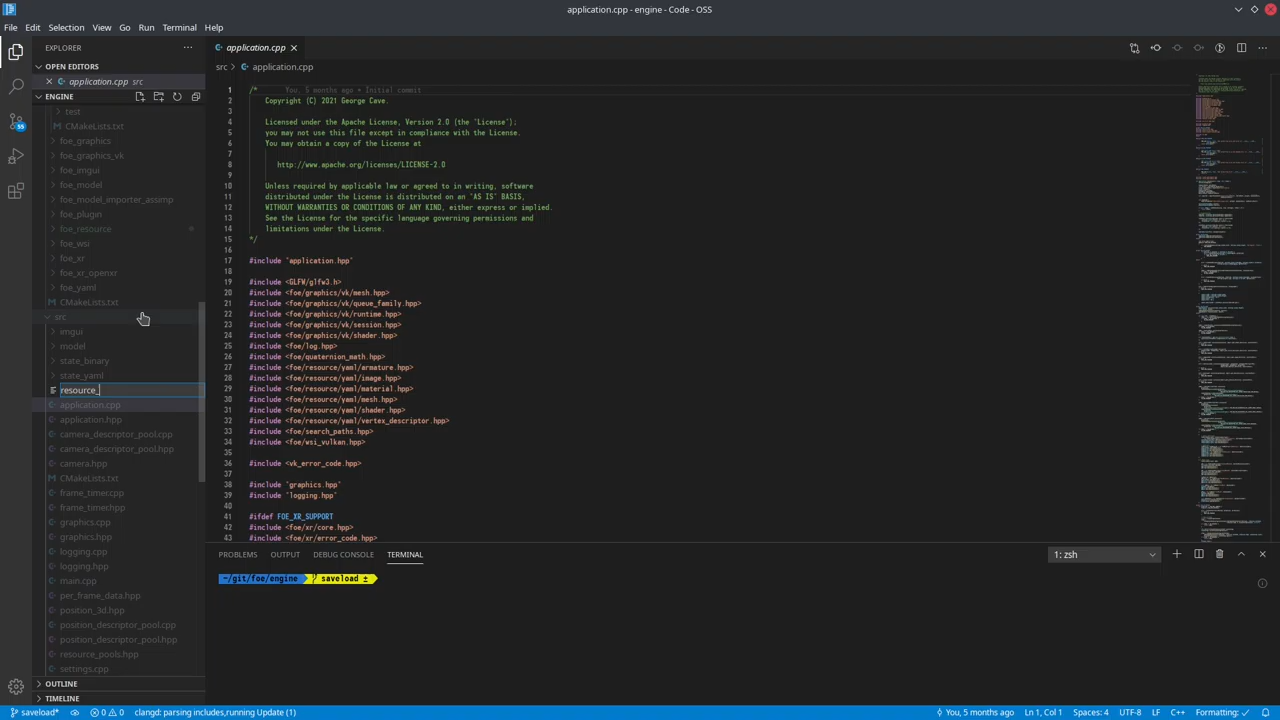 application.cpp - engine - Code - OSS
File Edit Selection View Go Run Terminal Help
EXPLORER
OPEN EDITORS
application.cpp src
ENGINE
test
CMakeLists.txt
foe_graphics
foe_graphics_vk
foe_imgui
foe_model
foe_model_importer_assimp
foe_plugin
foe_resource
foe_wsi
foe_xr
foe_xr_openxr
foe_yaml
CMakeLists.txt
src
imgui
model
state_binary
state_yaml
resource_
application.cpp
application.hpp
camera_descriptor_pool.cpp
camera_descriptor_pool.hpp
camera.hpp
CMakeLists.txt
frame_timer.cpp
frame_timer.hpp
graphics.cpp
graphics.hpp
logging.cpp
logging.hpp
main.cpp
per_frame_data.hpp
position_3d.hpp
position_descriptor_pool.cpp
position_descriptor_pool.hpp
resource_pools.hpp
settings.cpp
OUTLINE
TIMELINE
55
application.cpp
src > application.cpp
1 /* You, 5 months ago • Initial commit
2 Copyright (C) 2021 George Cave.
3
4 Licensed under the Apache License, Version 2.0 (the "License");
5 you may not use this file except in compliance with the License.
6 You may obtain a copy of the License at
7
8 http://www.apache.org/licenses/LICENSE-2.0
9
10 Unless required by applicable law or agreed to in writing, software
11 distributed under the License is distributed on an "AS IS" BASIS,
12 WITHOUT WARRANTIES OR CONDITIONS OF ANY KIND, either express or implied.
13 See the License for the specific language governing permissions and
14 limitations under the License.
15 */
16
17 #include "application.hpp"
18
19 #include <GLFW/glfw3.h>
20 #include <foe/graphics/vk/mesh.hpp>
21 #include <foe/graphics/vk/queue_family.hpp>
22 #include <foe/graphics/vk/runtime.hpp>
23 #include <foe/graphics/vk/session.hpp>
24 #include <foe/graphics/vk/shader.hpp>
25 #include <foe/log.hpp>
26 #include <foe/quaternion_math.hpp>
27 #include <foe/resource/yaml/armature.hpp>
28 #include <foe/resource/yaml/image.hpp>
29 #include <foe/resource/yaml/material.hpp>
30 #include <foe/resource/yaml/mesh.hpp>
31 #include <foe/resource/yaml/shader.hpp>
32 #include <foe/resource/yaml/vertex_descriptor.hpp>
33 #include <foe/search_paths.hpp>
34 #include <foe/wsi_vulkan.hpp>
35
36 #include <vk_error_code.hpp>
37
38 #include "graphics.hpp"
39 #include "logging.hpp"
40
41 #ifdef FOE_XR_SUPPORT
42 #include <foe/xr/core.hpp>
43 #include <foe/xr/error_code.hpp>
PROBLEMS OUTPUT DEBUG CONSOLE TERMINAL
1: zsh
~/git/foe/engine saveload ±
saveload* 0 0 clangd: parsing includes,running Update (1)
You, 5 months ago Ln 1, Col 1 Spaces: 4 UTF-8 LF C++ Formatting: ✓